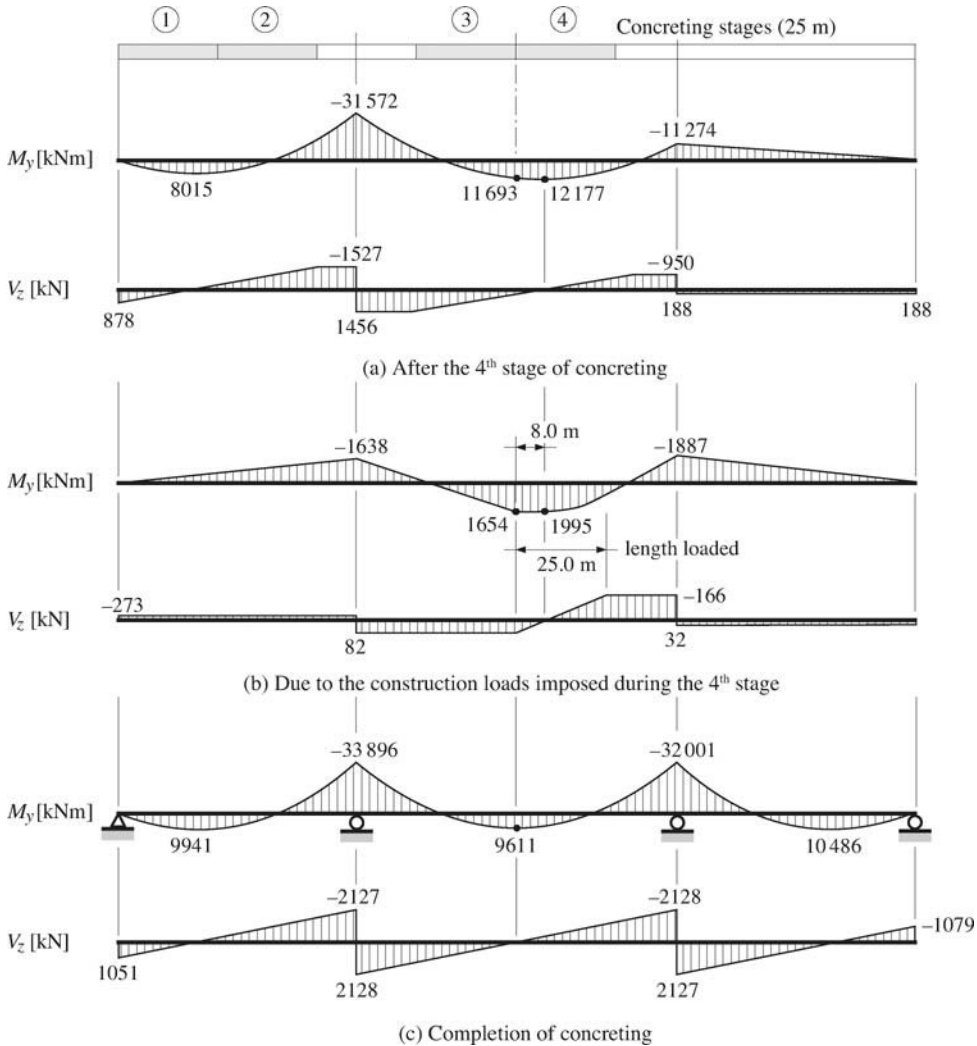 1 2 3 4 Concreting stages (25 m)
–31 572
–11 274
M_y [kNm]
8015 11 693 12 177
–1527
–950
V_z [kN]
878 1456 188 188
(a) After the 4th stage of concreting
8.0 m
–1638 –1887
M_y [kNm]
1654 1995
length loaded
25.0 m
–273 –166
V_z [kN]
82 32
(b) Due to the construction loads imposed during the 4th stage
–33 896 –32 001
M_y [kNm]
9941 9611 10 486
–2127 –2128
V_z [kN] –1079
1051
2128 2127
(c) Completion of concreting